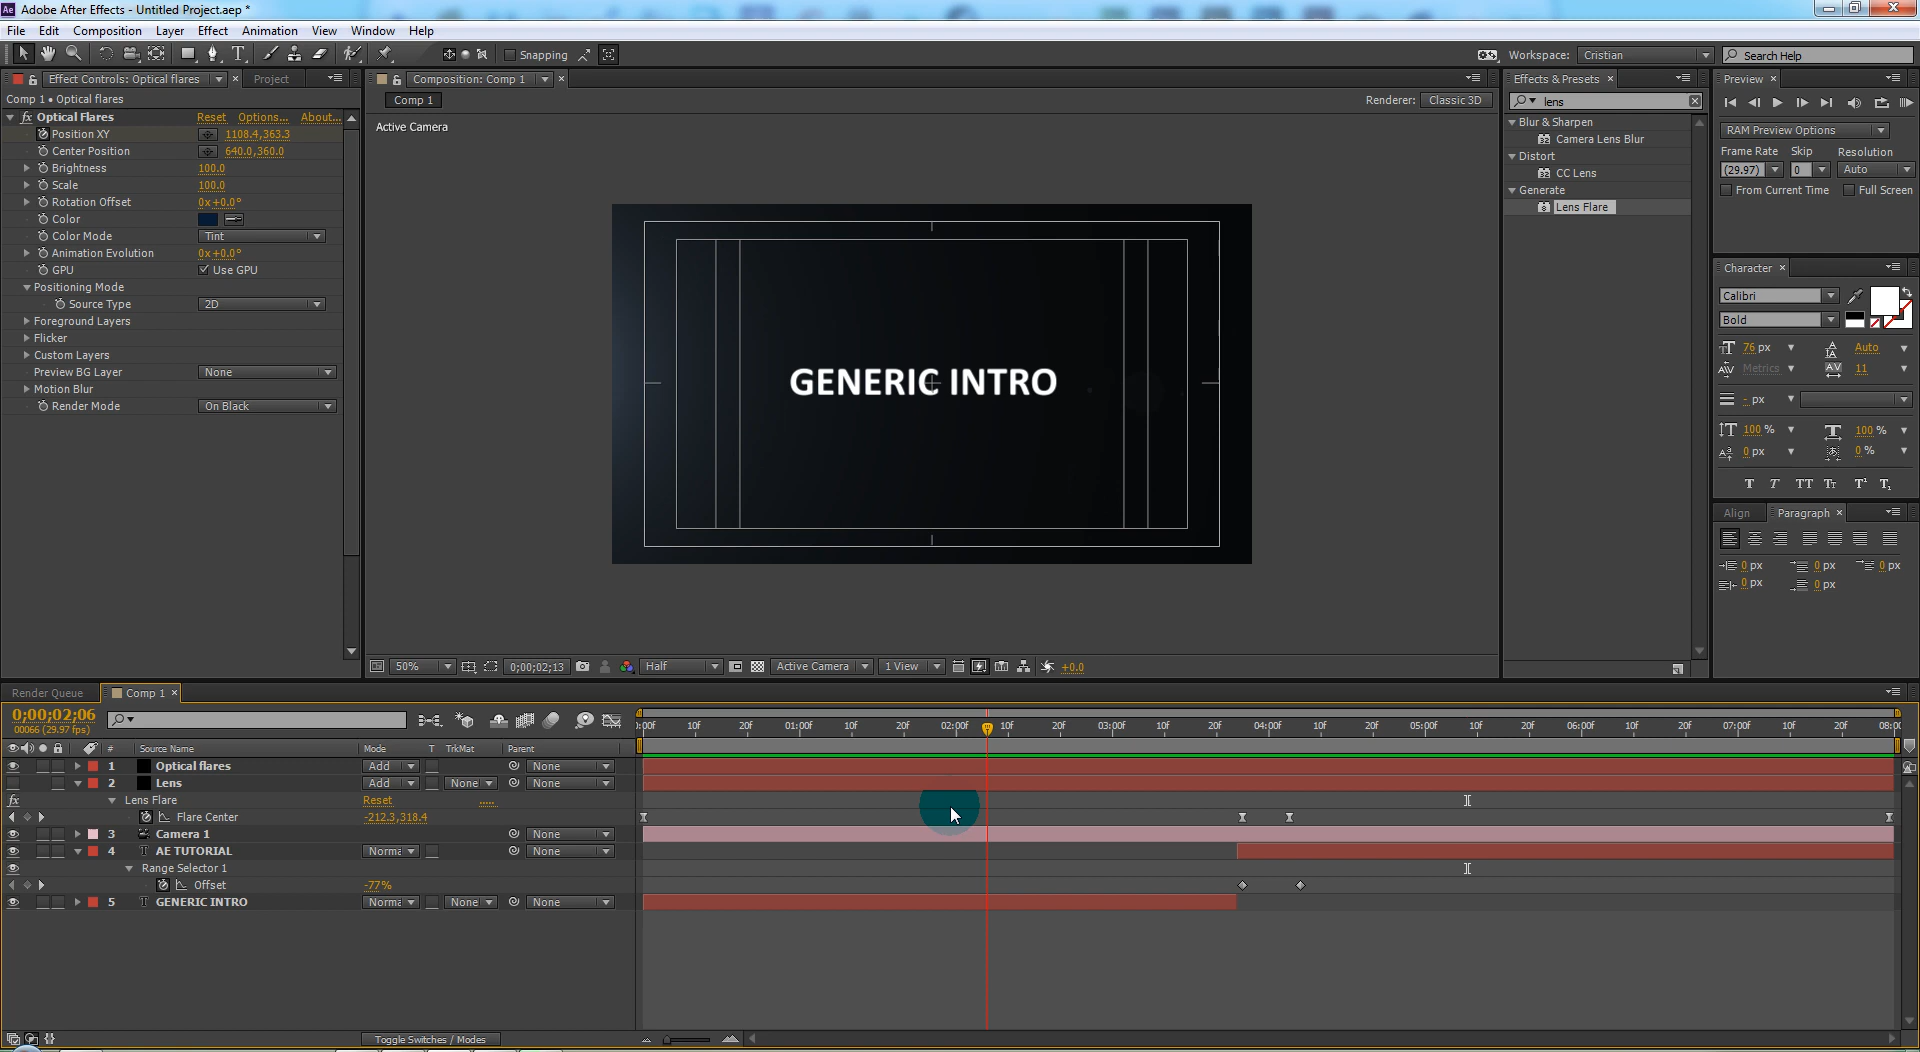 Adobe After Effects - Untitled Project.aep *
File Edit Composition Layer Effect Animation View Window Help
Snapping
Workspace: Cristian
Search Help
Effect Controls: Optical flares
Project
Comp 1 • Optical flares
Optical Flares Reset Options... About...
Position XY 1108.4,363.3
Center Position 640.0,360.0
Brightness 100.0
Scale 100.0
Rotation Offset 0x+0.0°
Color
Color Mode Tint
Animation Evolution 0x+0.0°
GPU Use GPU
Positioning Mode
Source Type 2D
Foreground Layers
Flicker
Custom Layers
Preview BG Layer None
Motion Blur
Render Mode On Black
Composition: Comp 1
Comp 1
Renderer: Classic 3D
Active Camera
GENERIC INTRO
50% 0;00;02;13 Half Active Camera 1 View +0.0
Effects & Presets
lens
Blur & Sharpen
Camera Lens Blur
Distort
CC Lens
Generate
Lens Flare
Preview
RAM Preview Options
Frame Rate Skip Resolution
(29.97) 0 Auto
From Current Time Full Screen
Character
Calibri
Bold
76 px Auto
Metrics 11
- px
100 % 100 %
0 px 0 %
Align Paragraph
0 px 0 px 0 px
0 px 0 px
Render Queue Comp 1
0;00;02;06
00066 (29.97 fps)
:00f 10f 20f 01:00f 10f 20f 02:00f 10f 20f 03:00f 10f 20f 04:00f 10f 20f 05:00f 10f 20f 06:00f 10f 20f 07:00f 10f 20f 08:00
# Source Name Mode T TrkMat Parent
1 Optical flares Add None
2 Lens Add None None
Lens Flare Reset .....
Flare Center -212.3,318.4
3 Camera 1 None
4 AE TUTORIAL Norma None
Range Selector 1
Offset -77%
5 GENERIC INTRO Norma None None
Toggle Switches / Modes